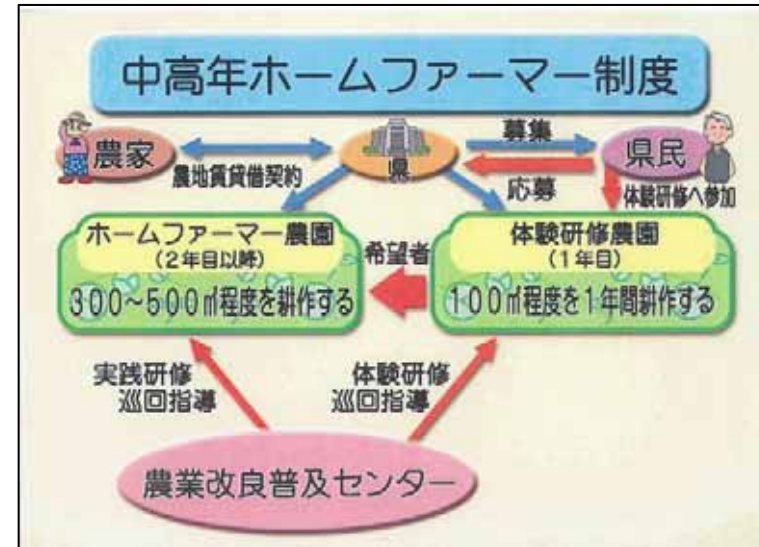 中高年ホームファーマー制度
農家
農地賃貸借契約
県
募集
応募
県民
体験研修へ参加
ホームファーマー農園
(2年目以降)
300~500㎡程度を耕作する
希望者
体験研修農園
(1年目)
100㎡程度を1年間耕作する
実践研修
巡回指導
体験研修
巡回指導
農業改良普及センター